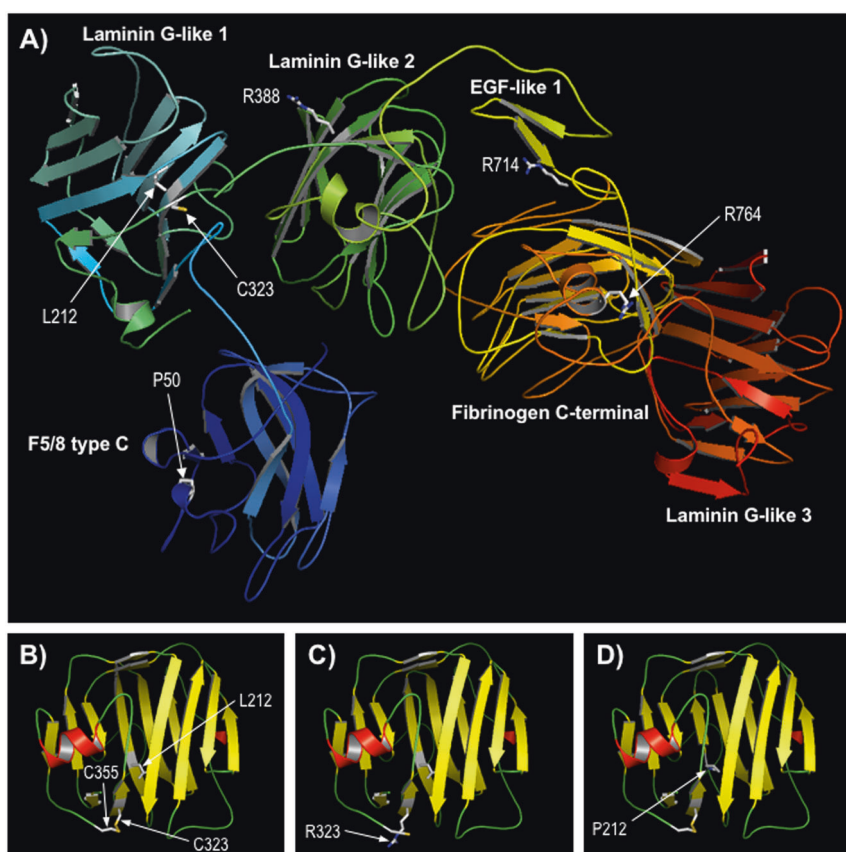 A)
Laminin G-like 1
Laminin G-like 2
EGF-like 1
R388
R714
R764
L212
C323
P50
F5/8 type C
Fibrinogen C-terminal
Laminin G-like 3
B)
L212
C355
C323
C)
R323
D)
P212